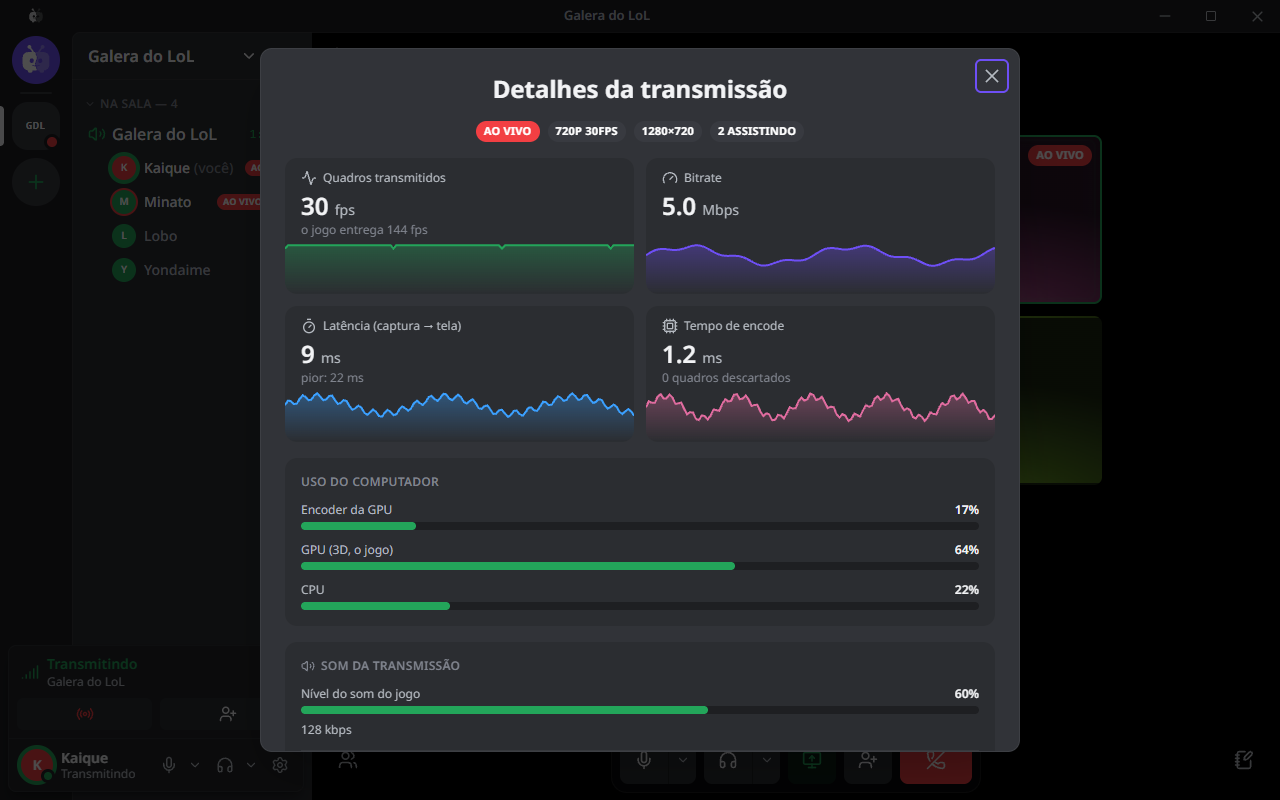 Galera do LoL
Galera do LoL
NA SALA — 4
GDL
Galera do LoL
K Kaique (você)
M Minato AO VIVO
L Lobo
Y Yondaime
Detalhes da transmissão
AO VIVO 720P 30FPS 1280×720 2 ASSISTINDO
AO VIVO
Quadros transmitidos
30 fps
o jogo entrega 144 fps
Bitrate
5.0 Mbps
Latência (captura → tela)
9 ms
pior: 22 ms
Tempo de encode
1.2 ms
0 quadros descartados
USO DO COMPUTADOR
Encoder da GPU 17%
GPU (3D, o jogo) 64%
CPU 22%
SOM DA TRANSMISSÃO
Nível do som do jogo 60%
128 kbps
Transmitindo
Galera do LoL
K Kaique
Transmitindo